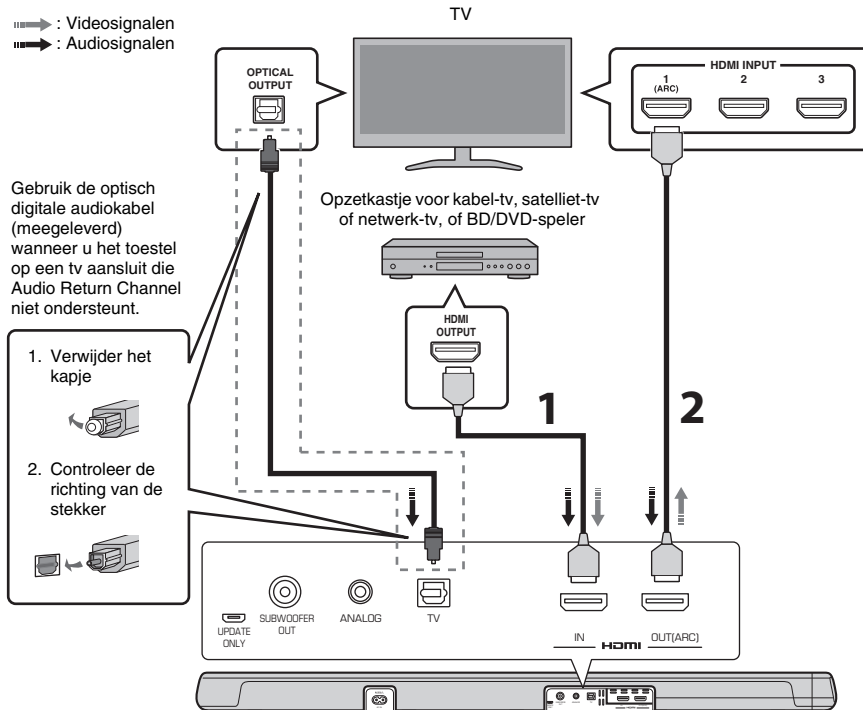 : Videosignalen
: Audiosignalen
TV
OPTICAL
OUTPUT
HDMI INPUT
1
(ARC)
2
3
Gebruik de optisch
digitale audiokabel
(meegeleverd)
wanneer u het toestel
op een tv aansluit die
Audio Return Channel
niet ondersteunt.
Opzetkastje voor kabel-tv, satelliet-tv
of netwerk-tv, of BD/DVD-speler
HDMI
OUTPUT
1. Verwijder het
kapje
2. Controleer de
richting van de
stekker
1
2
UPDATE
ONLY
SUBWOOFER
OUT
ANALOG
TV
IN
HDMI
OUT(ARC)